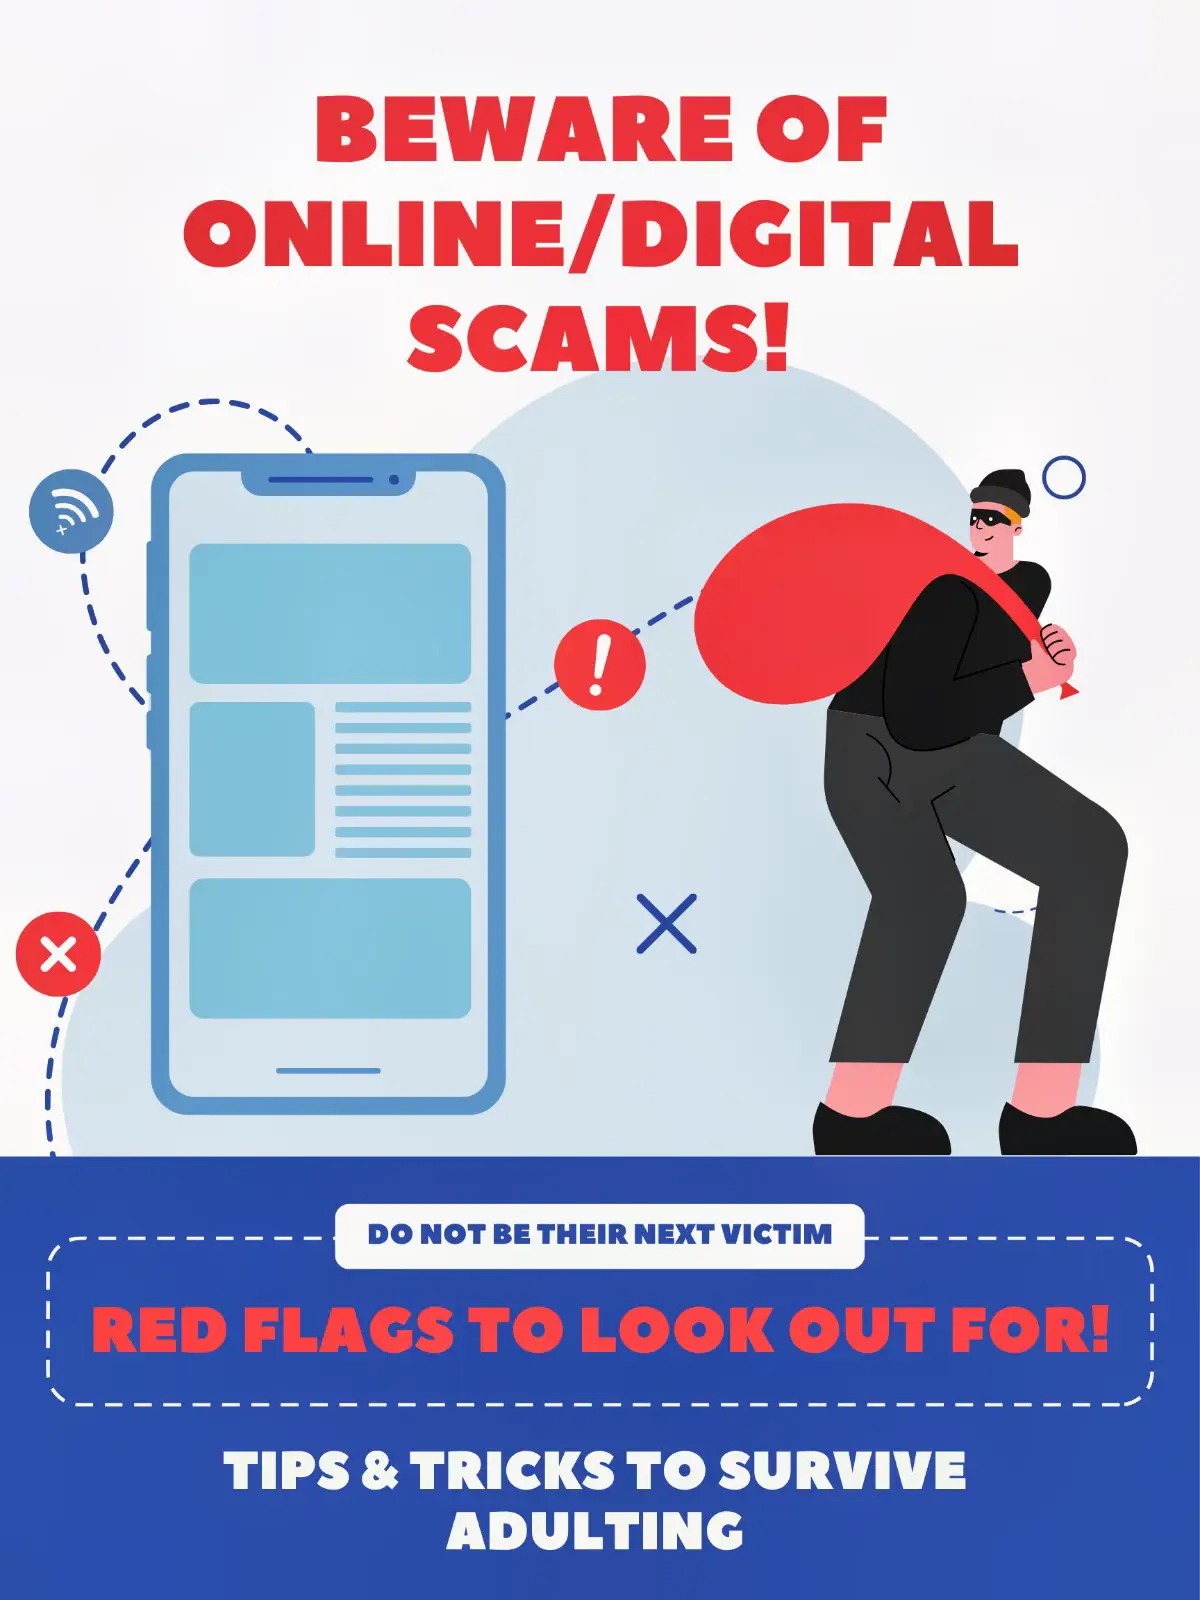 BEWARE OF
ONLINE/DIGITAL
SCAMS!
DO NOT BE THEIR NEXT VICTIM
RED FLAGS TO LOOK OUT FOR!
TIPS & TRICKS TO SURVIVE
ADULTING